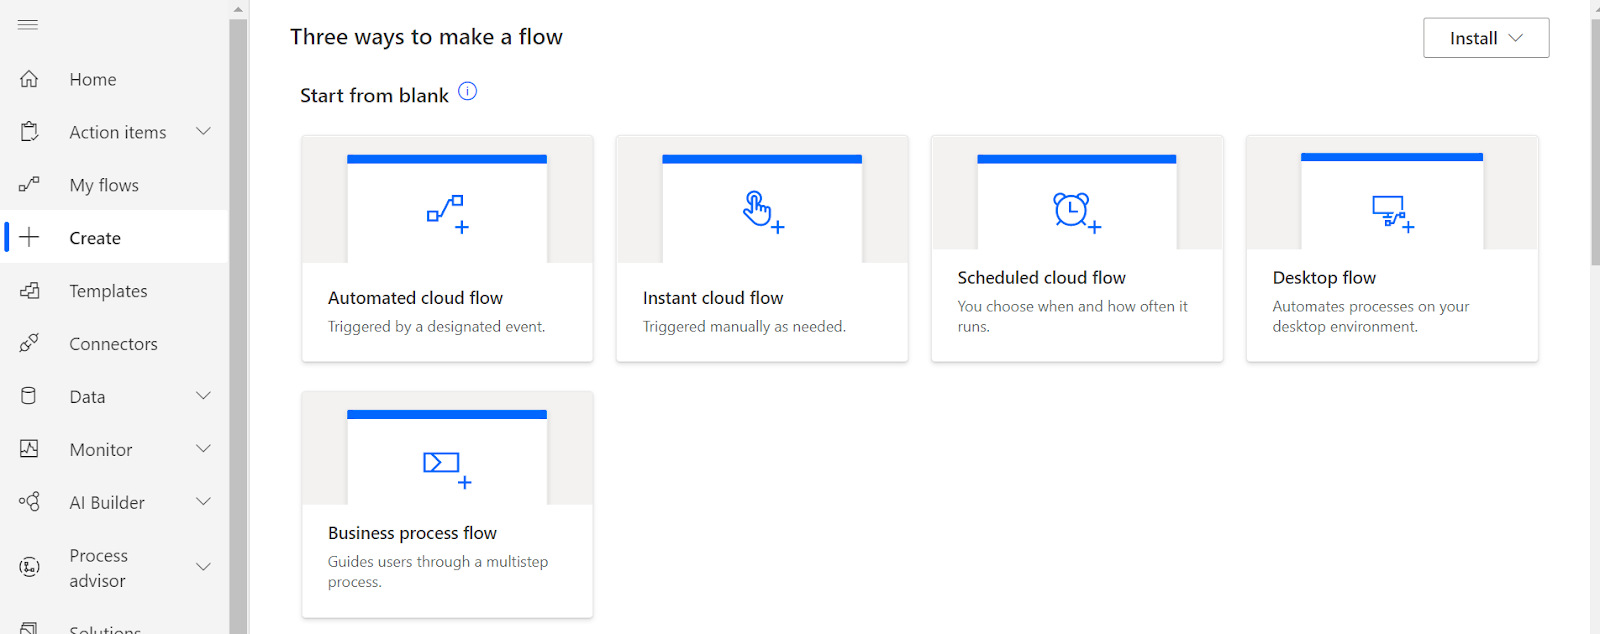 Three ways to make a flow
Install
Start from blank
Home
Action items
My flows
Create
Templates
Connectors
Data
Monitor
AI Builder
Process
advisor
Solutions
Automated cloud flow
Triggered by a designated event.
Instant cloud flow
Triggered manually as needed.
Scheduled cloud flow
You choose when and how often it
runs.
Desktop flow
Automates processes on your
desktop environment.
Business process flow
Guides users through a multistep
process.